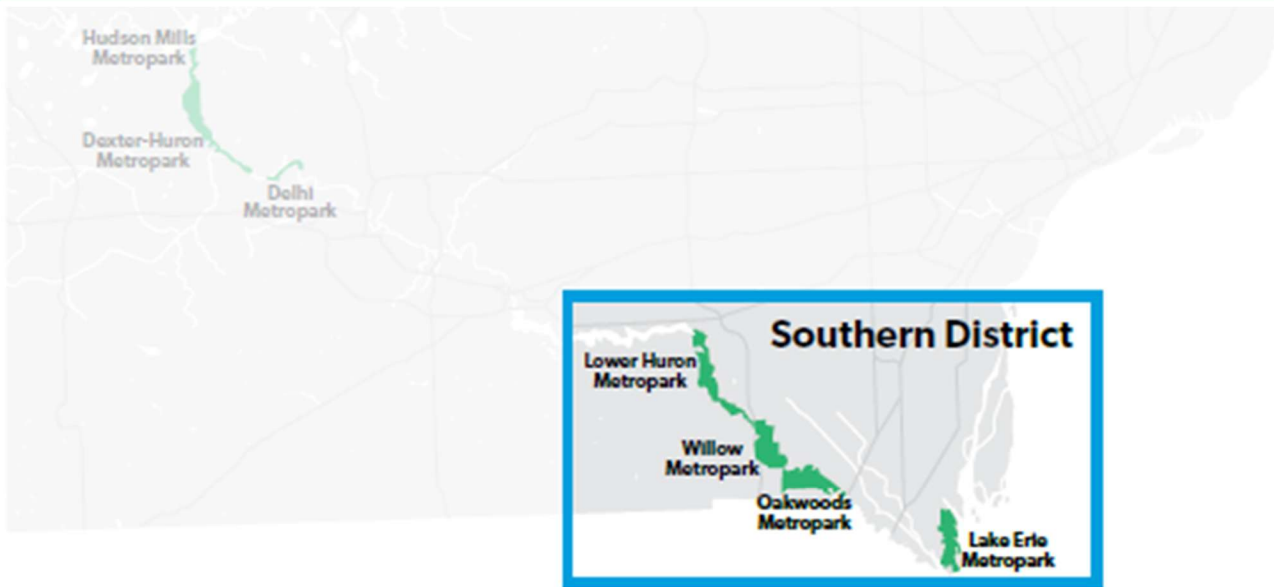 Hudson Mills
Metropark
Dexter-Huron
Metropark
Delhi
Metropark
Southern District
Lower Huron
Metropark
Willow
Metropark
Oakwoods
Metropark
Lake Erie
Metropark